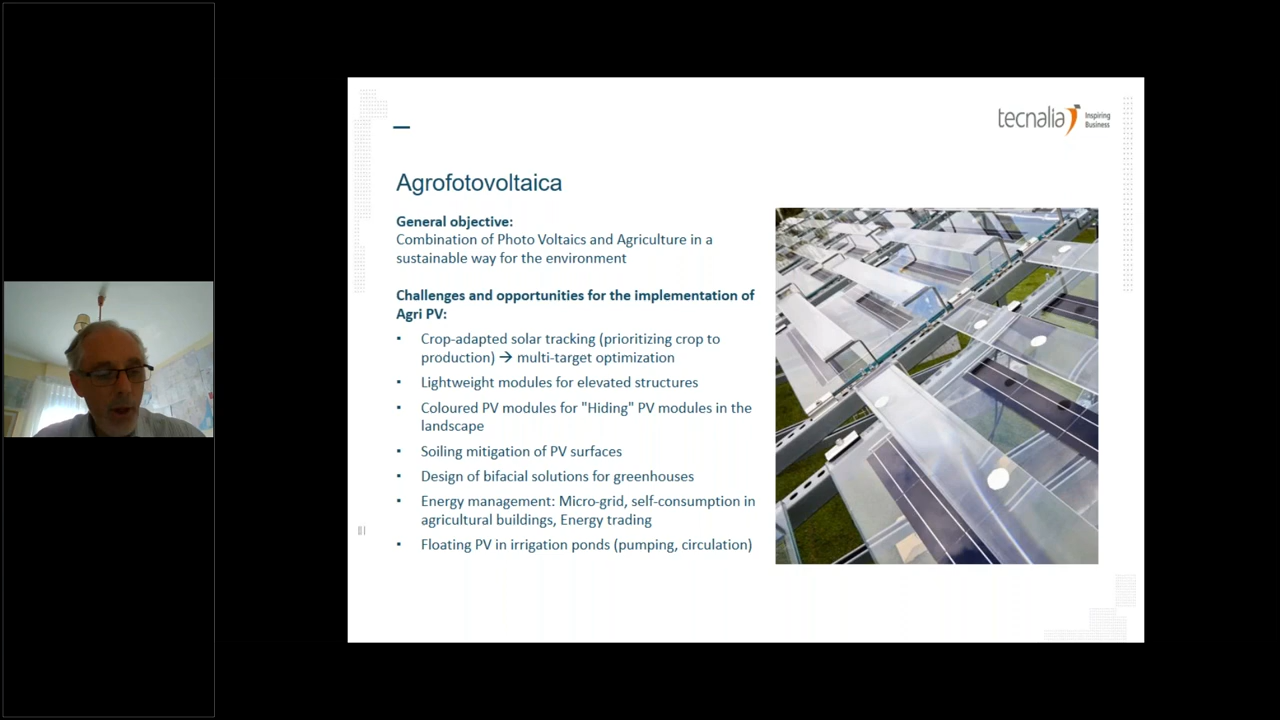 tecnalia
Inspiring
Business
Agrofotovoltaica
General objective:
Combination of Photo Voltaics and Agriculture in a
sustainable way for the environment
Challenges and opportunities for the implementation of
Agri PV:
▪ Crop-adapted solar tracking (prioritizing crop to
production) → multi-target optimization
▪ Lightweight modules for elevated structures
▪ Coloured PV modules for "Hiding" PV modules in the
landscape
▪ Soiling mitigation of PV surfaces
▪ Design of bifacial solutions for greenhouses
▪ Energy management: Micro-grid, self-consumption in
agricultural buildings, Energy trading
▪ Floating PV in irrigation ponds (pumping, circulation)